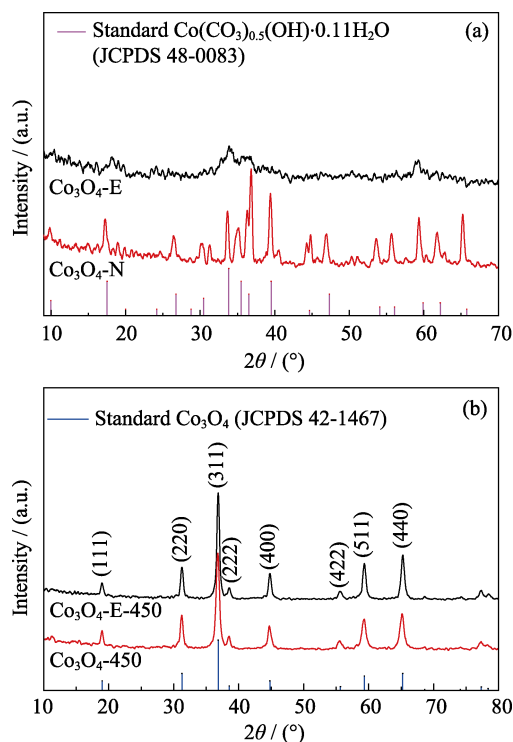 Standard Co(CO₃)₀.₅(OH)·0.11H₂O
(JCPDS 48-0083)
(a)
Intensity / (a.u.)
Co₃O₄-E
Co₃O₄-N
10 20 30 40 50 60 70
2θ / (°)
(b)
Standard Co₃O₄ (JCPDS 42-1467)
Intensity / (a.u.)
(111) (220) (311) (222) (400) (422) (511) (440)
Co₃O₄-E-450
Co₃O₄-450
10 20 30 40 50 60 70 80
2θ / (°)